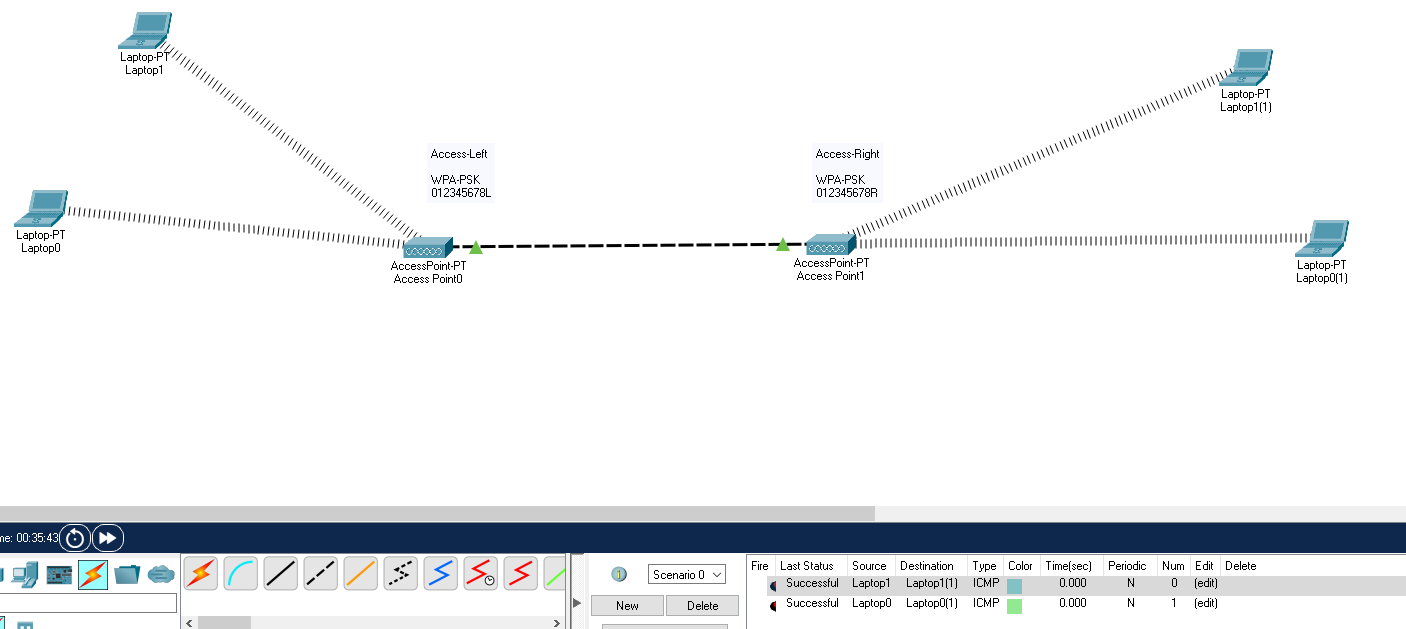 Laptop-PT
Laptop1
Laptop-PT
Laptop1(1)
Access-Left
WPA-PSK
012345678L
Access-Right
WPA-PSK
012345678R
Laptop-PT
Laptop0
AccessPoint-PT
Access Point0
AccessPoint-PT
Access Point1
Laptop-PT
Laptop0(1)
me: 00:35:43
Scenario 0
New
Delete
Fire Last Status Source Destination Type Color Time(sec) Periodic Num Edit Delete
Successful Laptop1 Laptop1(1) ICMP 0.000 N 0 (edit)
Successful Laptop0 Laptop0(1) ICMP 0.000 N 1 (edit)